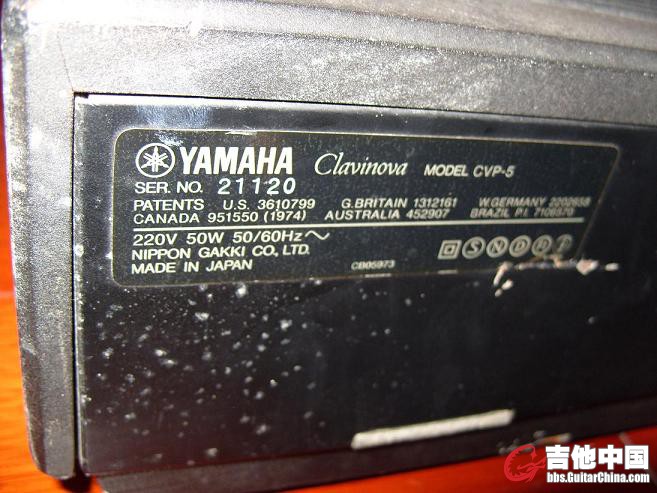 YAMAHA Clavinova MODEL CVP-5
SER. NO. 21120
PATENTS U.S. 3610799 G.BRITAIN 1312161 W.GERMANY 2202658
CANADA 951550 (1974) AUSTRALIA 452907 BRAZIL P.I. 7106570
220V 50W 50/60Hz
NIPPON GAKKI CO., LTD.
MADE IN JAPAN CB05973
S N D D F
吉他中国
bbs.GuitarChina.com